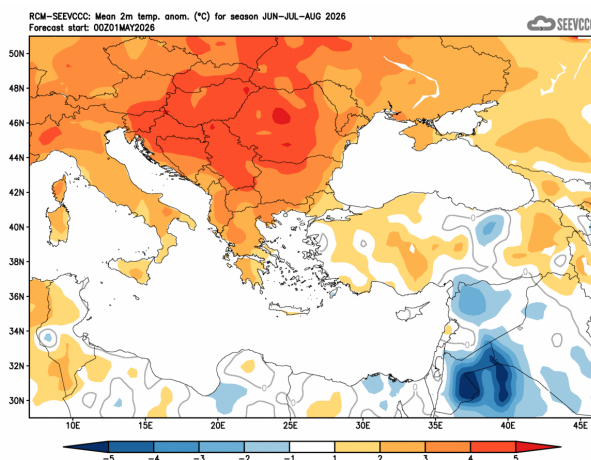 RCM-SEEVCCC: Mean 2m temp. anom. (°C) for season JUN-JUL-AUG 2026
Forecast start: 00Z01MAY2026
SEEVCCC
50N
48N
46N
44N
42N
40N
38N
36N
34N
32N
30N
10E 15E 20E 25E 30E 35E 40E 45E
-5 -4 -3 -2 -1 1 2 3 4 5